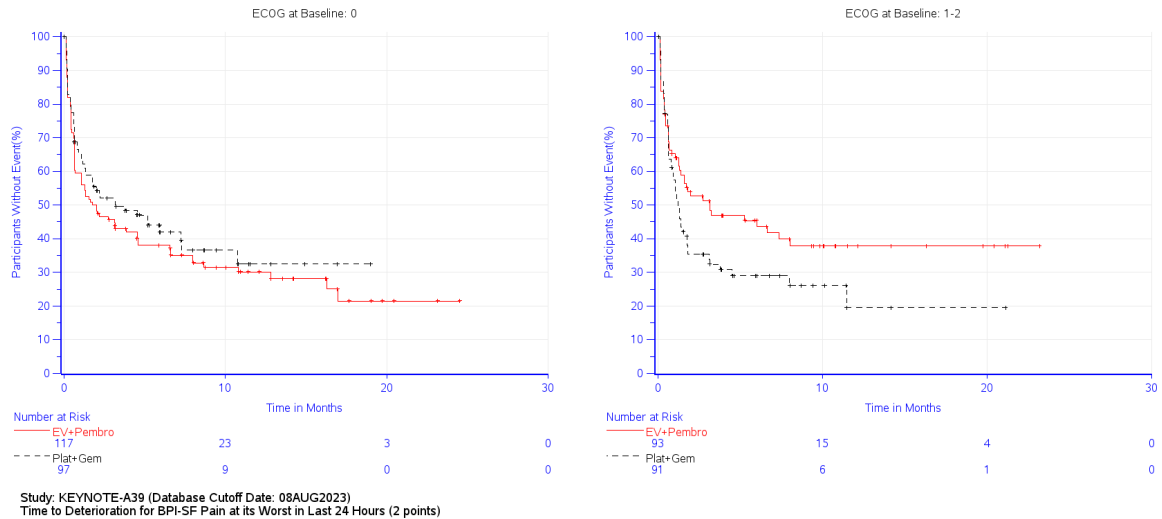 ECOG at Baseline: 0
Participants Without Event(%)
100
90
80
70
60
50
40
30
20
10
0
0 10 20 30
Time in Months
Number at Risk
EV+Pembro
117 23 3 0
Plat+Gem
97 9 0 0
ECOG at Baseline: 1-2
Participants Without Event(%)
100
90
80
70
60
50
40
30
20
10
0
0 10 20 30
Time in Months
Number at Risk
EV+Pembro
93 15 4 0
Plat+Gem
91 6 1 0
Study: KEYNOTE-A39 (Database Cutoff Date: 08AUG2023)
Time to Deterioration for BPI-SF Pain at its Worst in Last 24 Hours (2 points)